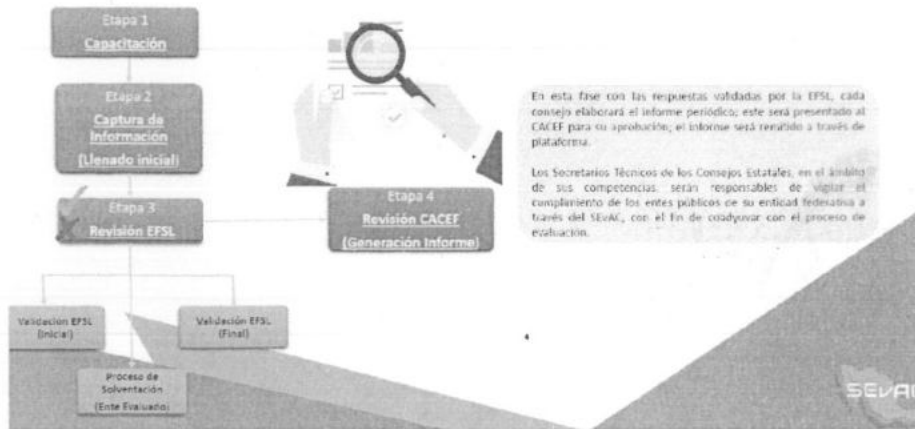 Etapa 1
Capacitación
Etapa 2
Captura de
Información
(Llenado inicial)
Etapa 3
Revisión EFSL
Etapa 4
Revisión CACEF
(Generación Informe)
En esta fase con las respuestas validadas por la EFSL, cada
consejo elaborará el informe periódico; este será presentado al
CACEF para su aprobación; el informe será remitido a través de
plataforma.
Los Secretarios Técnicos de los Consejos Estatales, en el ámbito
de sus competencias, serán responsables de vigilar el
cumplimiento de los entes públicos de su entidad federativa a
través del SEvAC, con el fin de coadyuvar con el proceso de
evaluación.
Validación EFSL
(Inicial)
Validación EFSL
(Final)
Proceso de
Solventación
(Ente Evaluado)
SEvAC